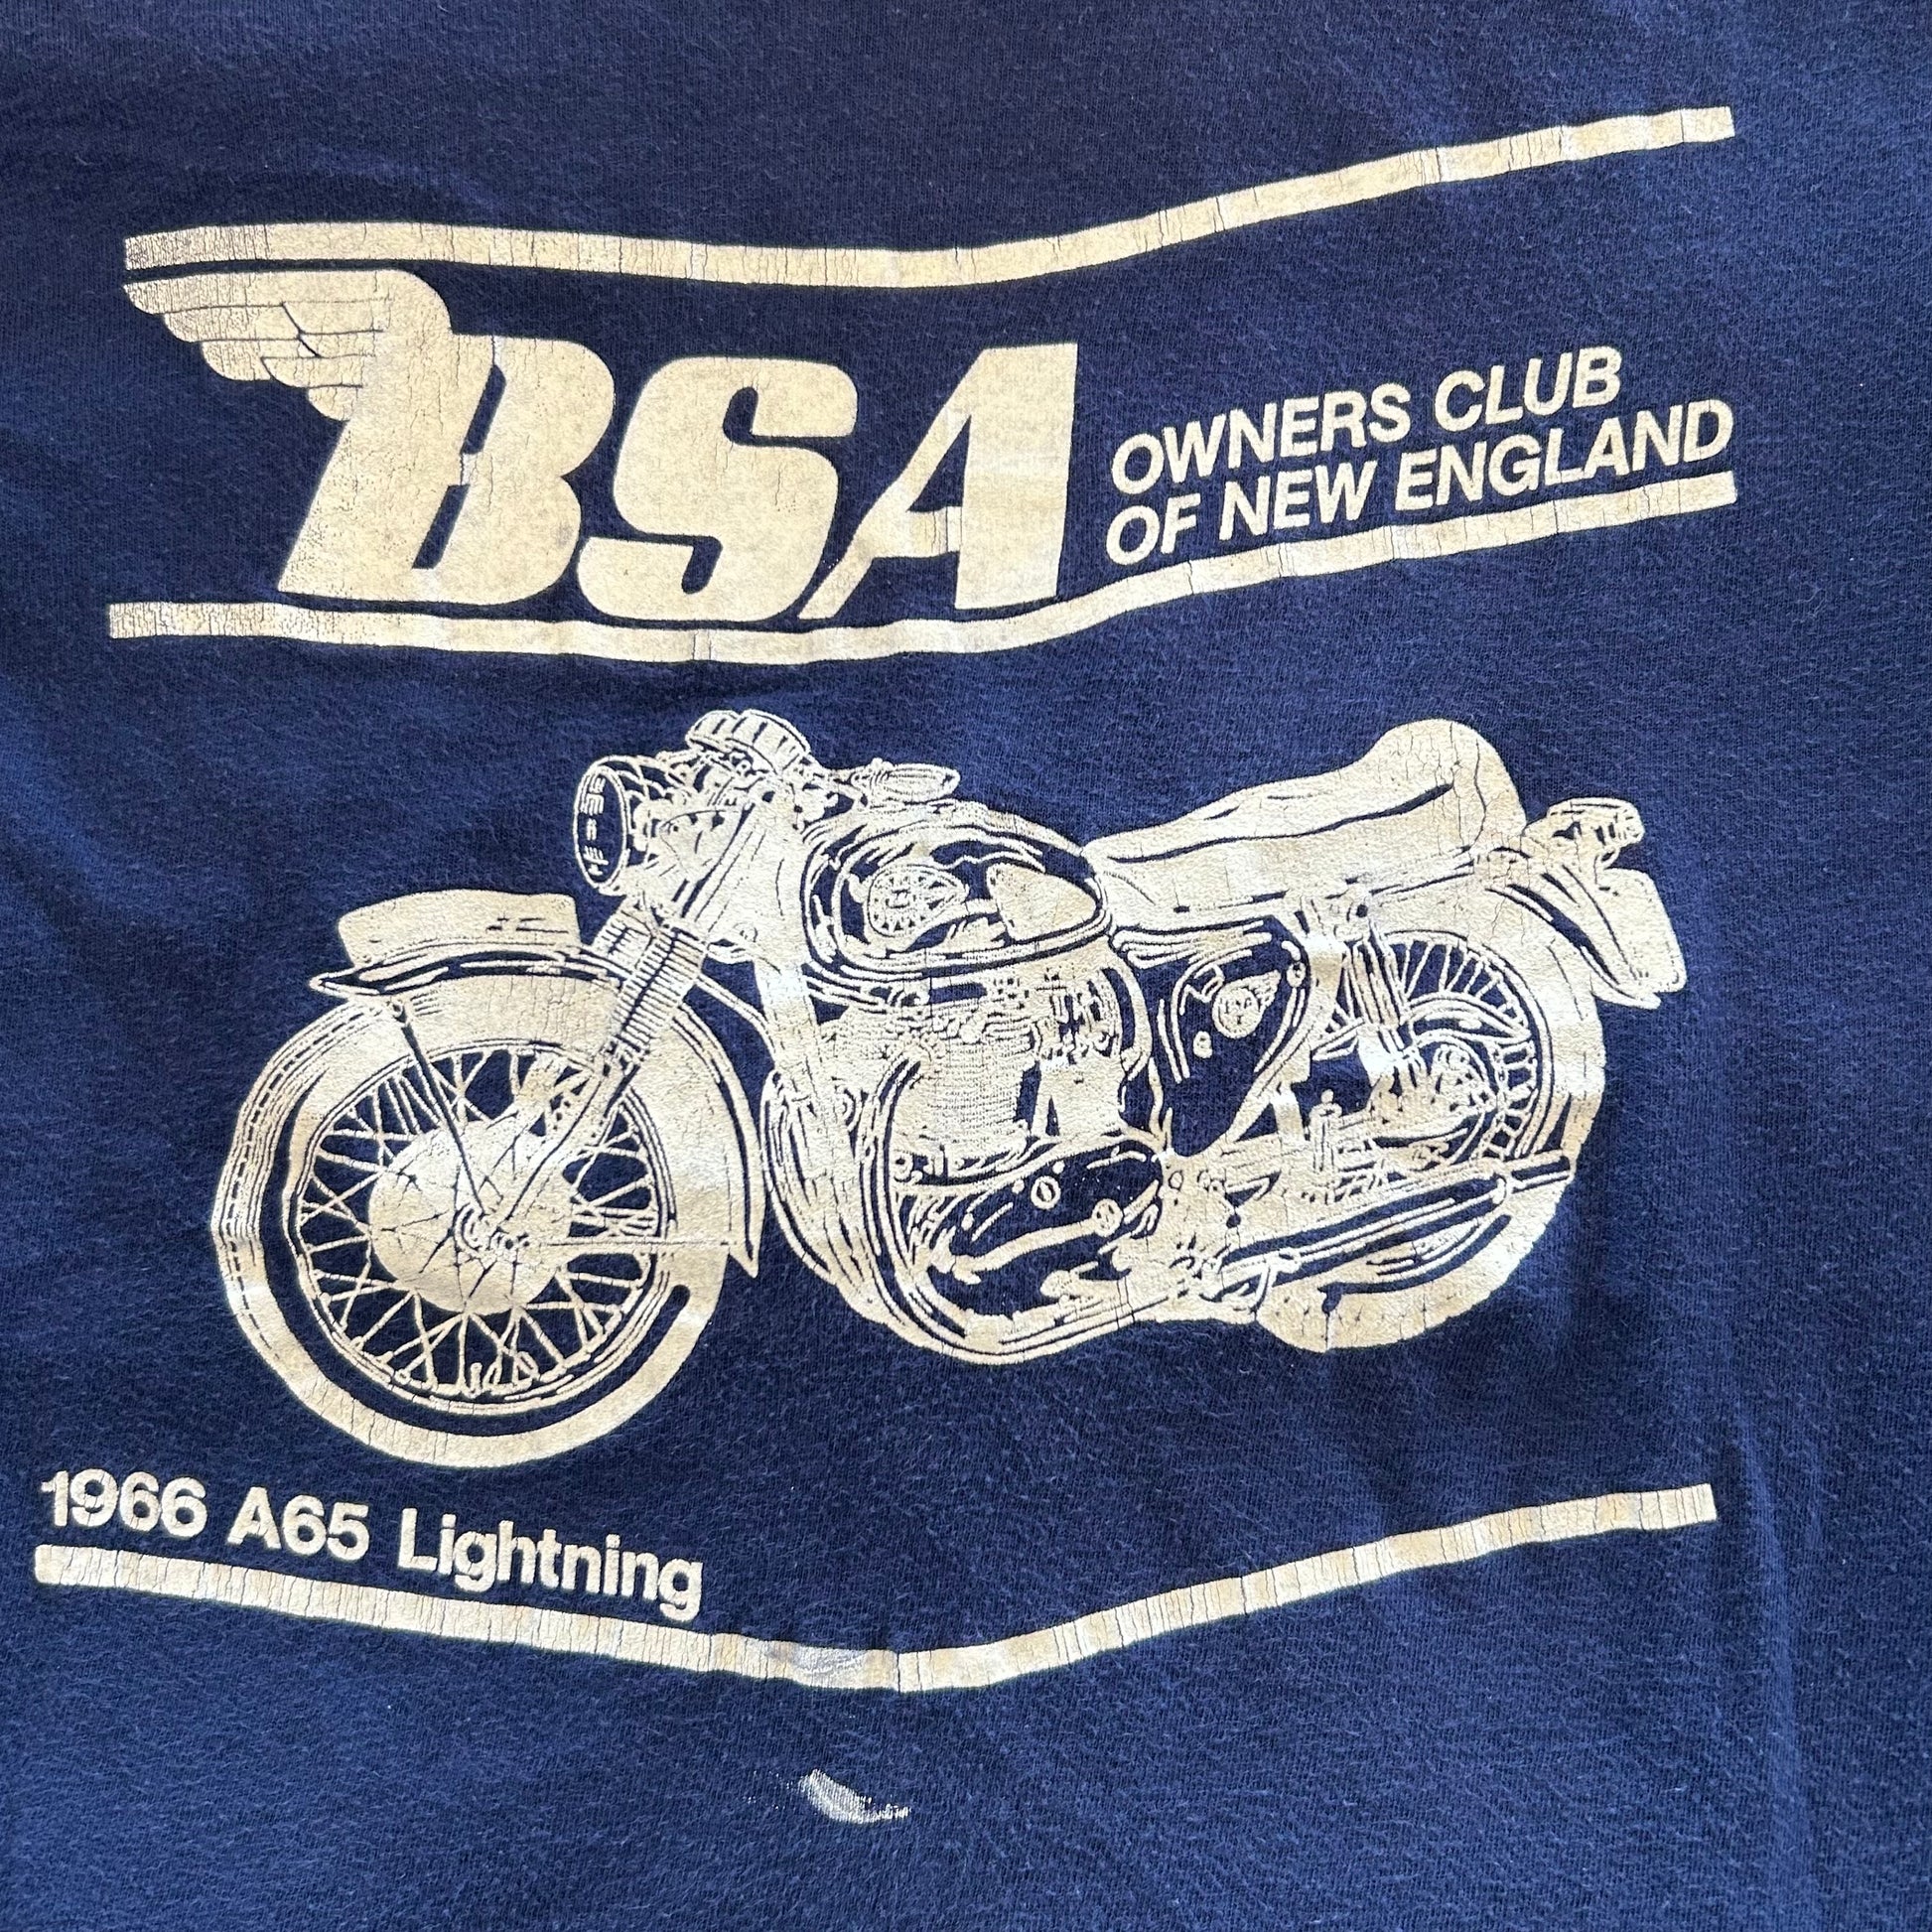 BSA
OWNERS CLUB
OF NEW ENGLAND
1966 A65 Lightning